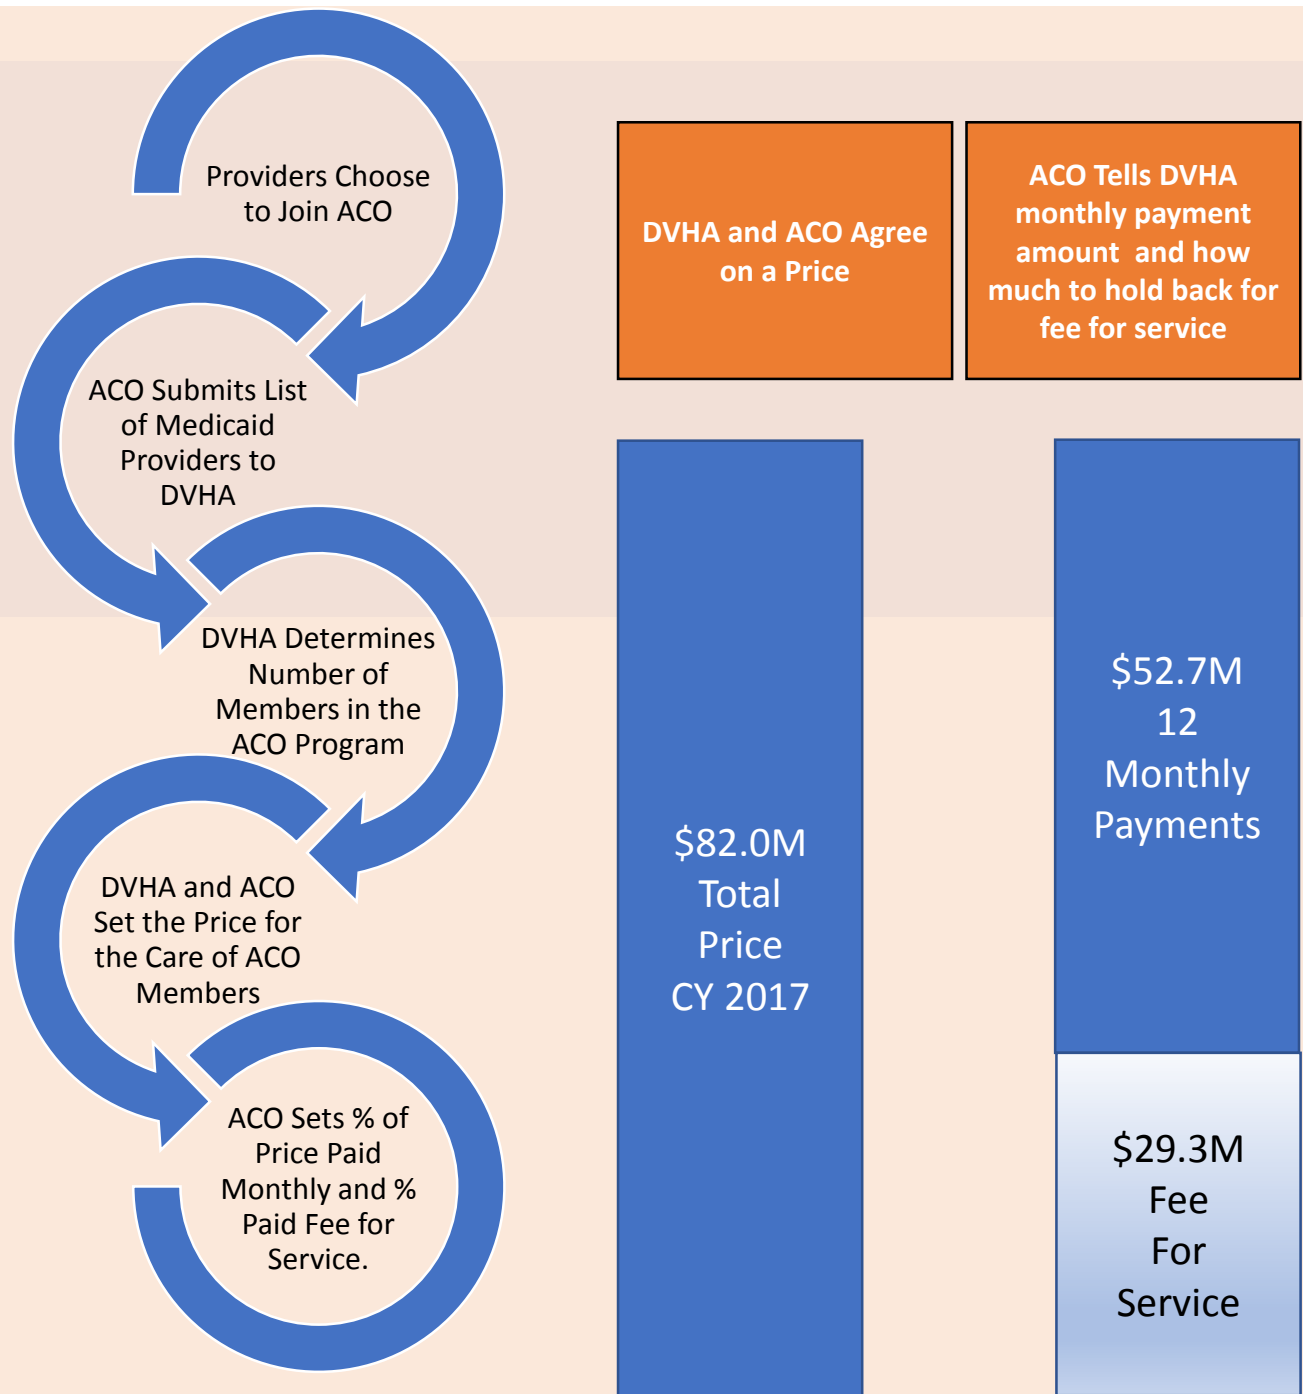 Providers Choose
to Join ACO
ACO Submits List
of Medicaid
Providers to
DVHA
DVHA Determines
Number of
Members in the
ACO Program
DVHA and ACO
Set the Price for
the Care of ACO
Members
ACO Sets % of
Price Paid
Monthly and %
Paid Fee for
Service.
DVHA and ACO Agree
on a Price
ACO Tells DVHA
monthly payment
amount and how
much to hold back for
fee for service
$82.0M
Total
Price
CY 2017
$52.7M
12
Monthly
Payments
$29.3M
Fee
For
Service